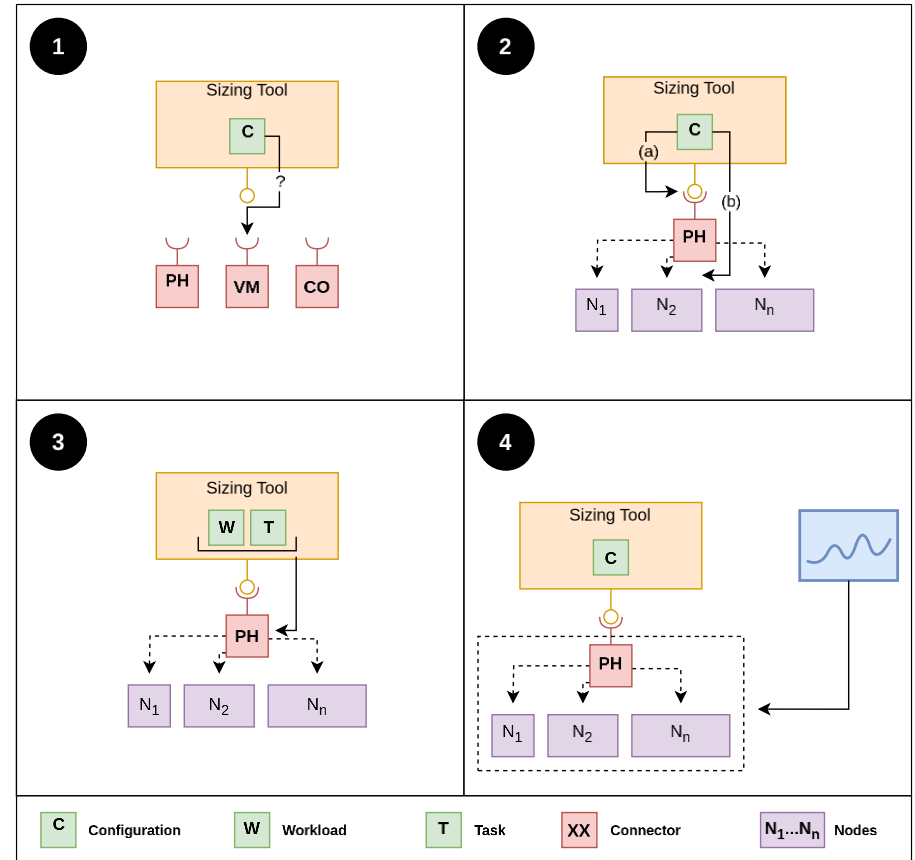 1
Sizing Tool
C
?
PH
VM
CO
2
Sizing Tool
C
(a)
(b)
PH
N1
N2
Nn
3
Sizing Tool
W
T
PH
N1
N2
Nn
4
Sizing Tool
C
PH
N1
N2
Nn
C Configuration
W Workload
T Task
XX Connector
N1...Nn Nodes